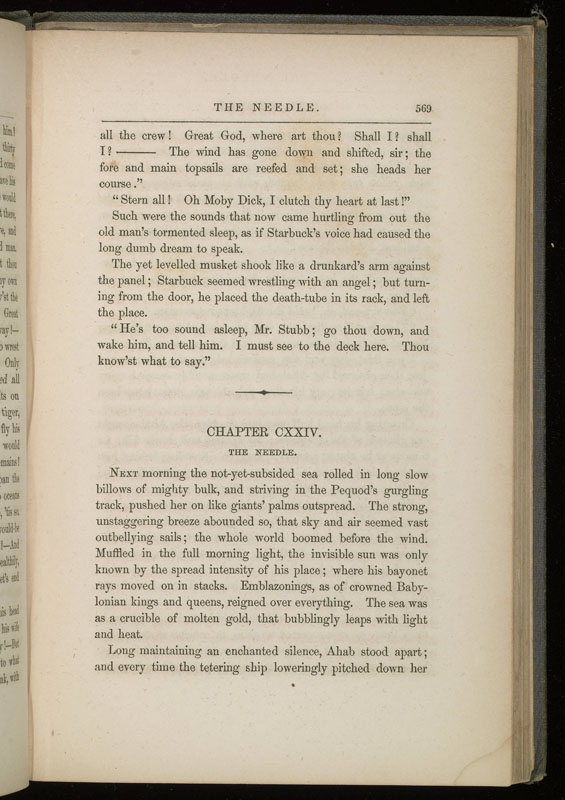 THE NEEDLE. 569
all the crew! Great God, where art thou? Shall I? shall
I? ——— The wind has gone down and shifted, sir; the
fore and main topsails are reefed and set; she heads her
course."
"Stern all! Oh Moby Dick, I clutch thy heart at last!"
Such were the sounds that now came hurtling from out the
old man's tormented sleep, as if Starbuck's voice had caused the
long dumb dream to speak.
The yet levelled musket shook like a drunkard's arm against
the panel; Starbuck seemed wrestling with an angel; but turn-
ing from the door, he placed the death-tube in its rack, and left
the place.
"He's too sound asleep, Mr. Stubb; go thou down, and
wake him, and tell him. I must see to the deck here. Thou
know'st what to say."
CHAPTER CXXIV.
THE NEEDLE.
NEXT morning the not-yet-subsided sea rolled in long slow
billows of mighty bulk, and striving in the Pequod's gurgling
track, pushed her on like giants' palms outspread. The strong,
unstaggering breeze abounded so, that sky and air seemed vast
outbellying sails; the whole world boomed before the wind.
Muffled in the full morning light, the invisible sun was only
known by the spread intensity of his place; where his bayonet
rays moved on in stacks. Emblazonings, as of crowned Baby-
lonian kings and queens, reigned over everything. The sea was
as a crucible of molten gold, that bubblingly leaps with light
and heat.
Long maintaining an enchanted silence, Ahab stood apart;
and every time the tetering ship loweringly pitched down her